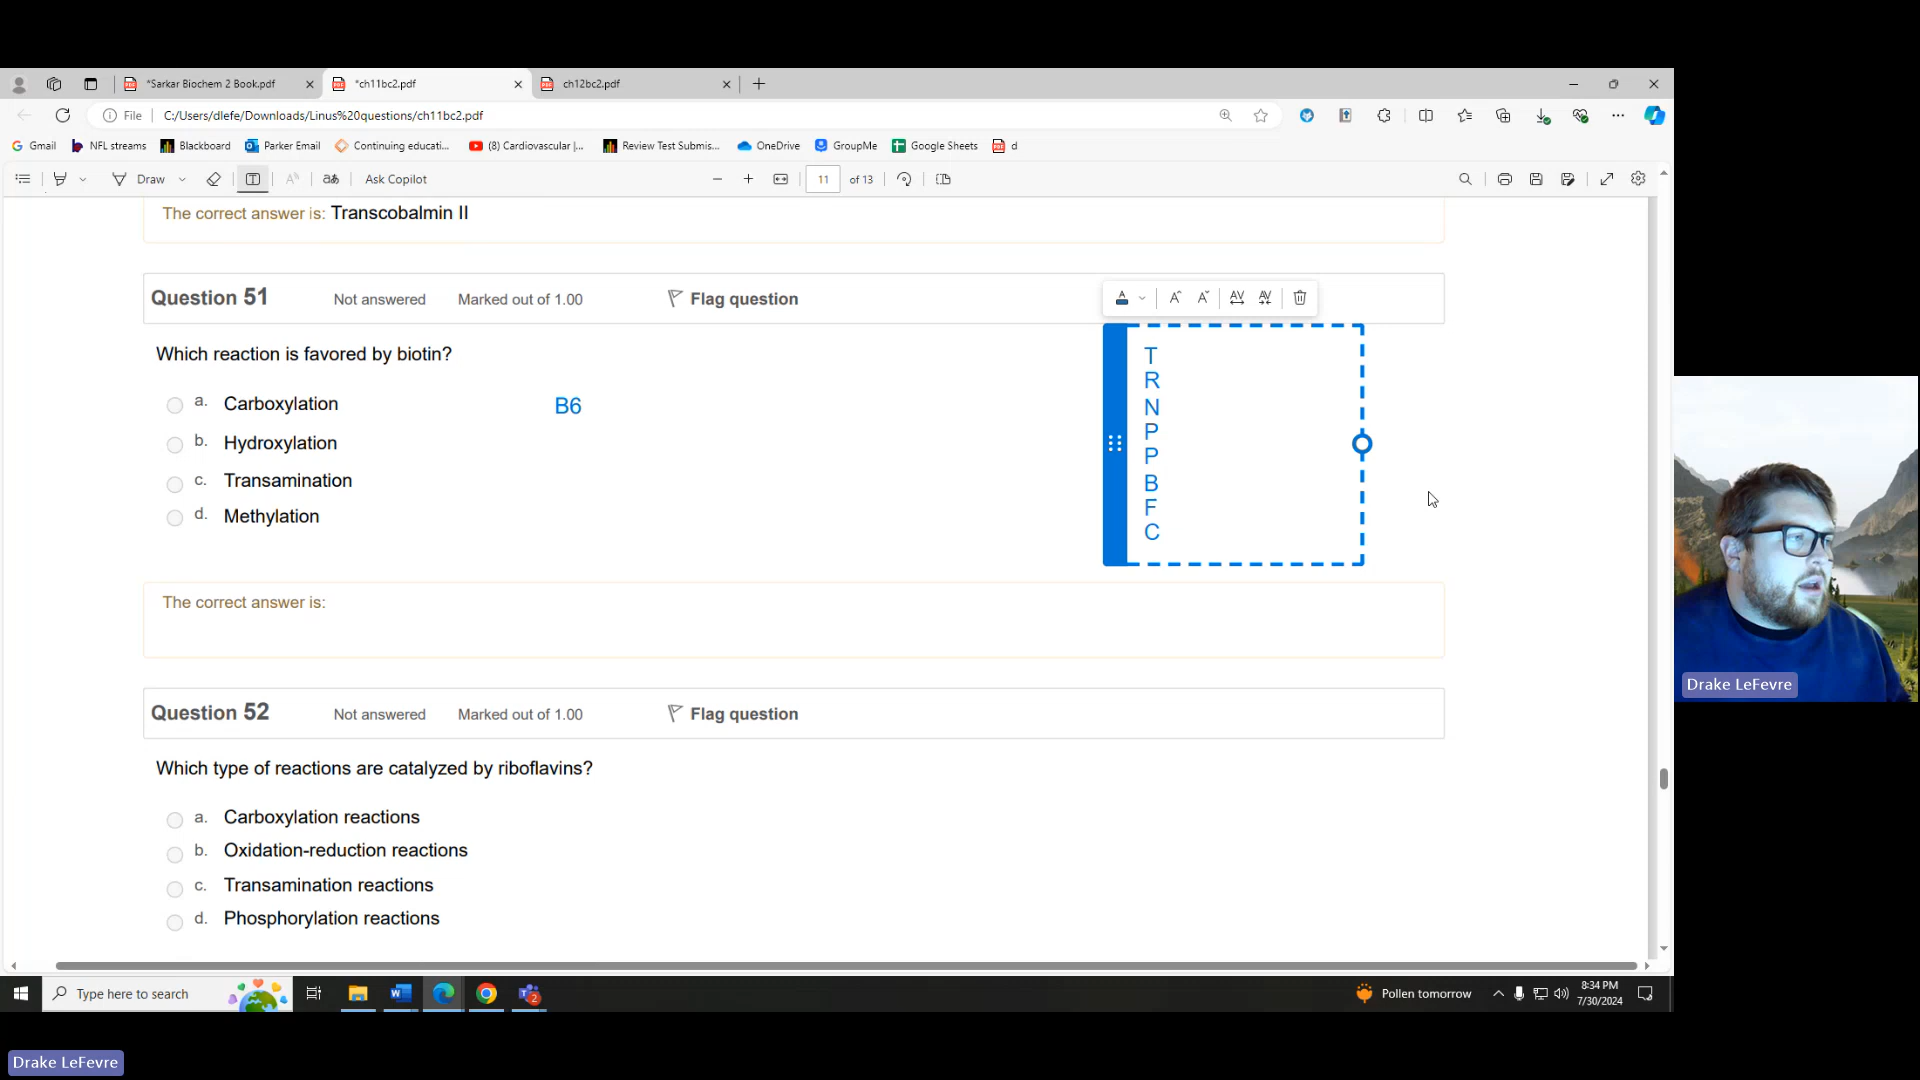 *Sarkar Biochem 2 Book.pdf
*ch11bc2.pdf
ch12bc2.pdf
File
C:/Users/dlefe/Downloads/Linus%20questions/ch11bc2.pdf
Gmail
NFL streams
Blackboard
Parker Email
Continuing educati...
(8) Cardiovascular |...
Review Test Submis...
OneDrive
GroupMe
Google Sheets
d
Draw
Ask Copilot
11
of 13
The correct answer is: Transcobalmin II
Question 51
Not answered
Marked out of 1.00
Flag question
Which reaction is favored by biotin?
a. Carboxylation
B6
b. Hydroxylation
c. Transamination
d. Methylation
T
R
N
P
P
B
F
C
The correct answer is:
Question 52
Not answered
Marked out of 1.00
Flag question
Which type of reactions are catalyzed by riboflavins?
a. Carboxylation reactions
b. Oxidation-reduction reactions
c. Transamination reactions
d. Phosphorylation reactions
Drake LeFevre
Type here to search
2
Pollen tomorrow
8:34 PM
7/30/2024
Drake LeFevre